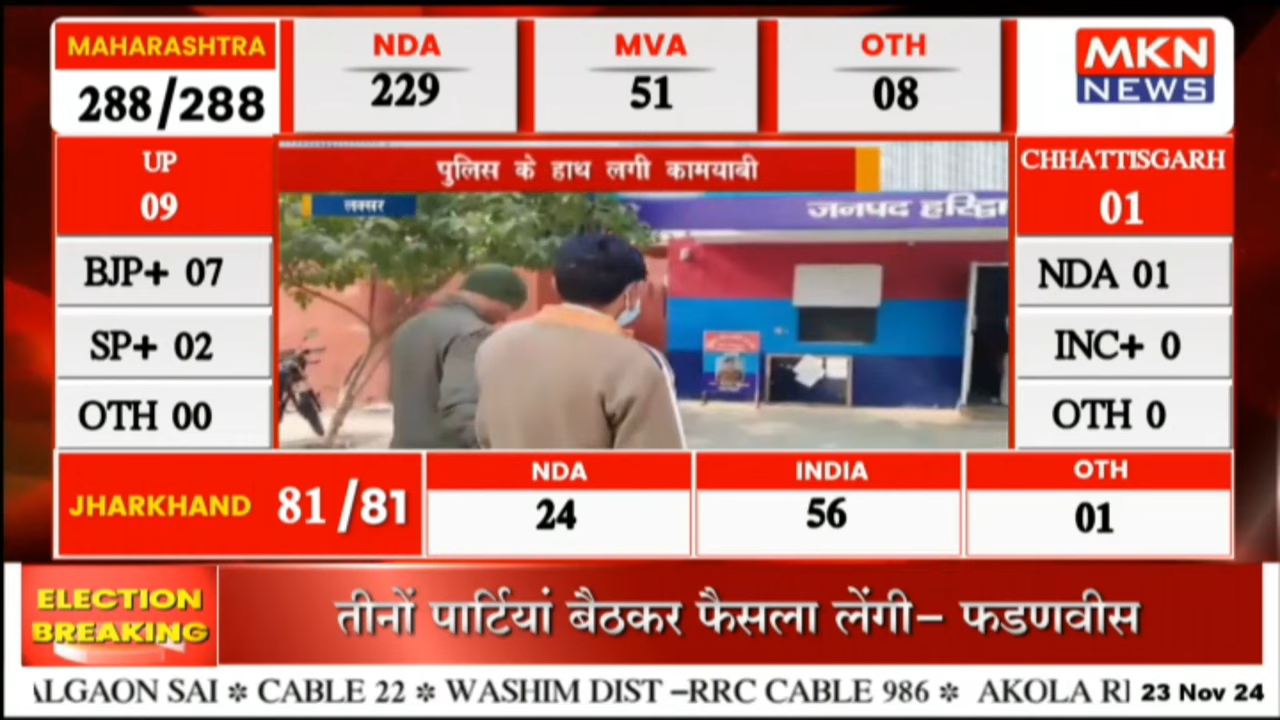 MAHARASHTRA
288/288
NDA
229
MVA
51
OTH
08
MKN
NEWS
UP
09
BJP+ 07
SP+ 02
OTH 00
पुलिस के हाथ लगी कामयाबी
लक्सर
जनपद हरिद्वा
CHHATTISGARH
01
NDA 01
INC+ 0
OTH 0
JHARKHAND 81/81
NDA
24
INDIA
56
OTH
01
ELECTION
BREAKING
तीनों पार्टियां बैठकर फैसला लेंगी– फडणवीस
ALGAON SAI ✻ CABLE 22 ✻ WASHIM DIST –RRC CABLE 986 ✻ AKOLA R
23 Nov 24